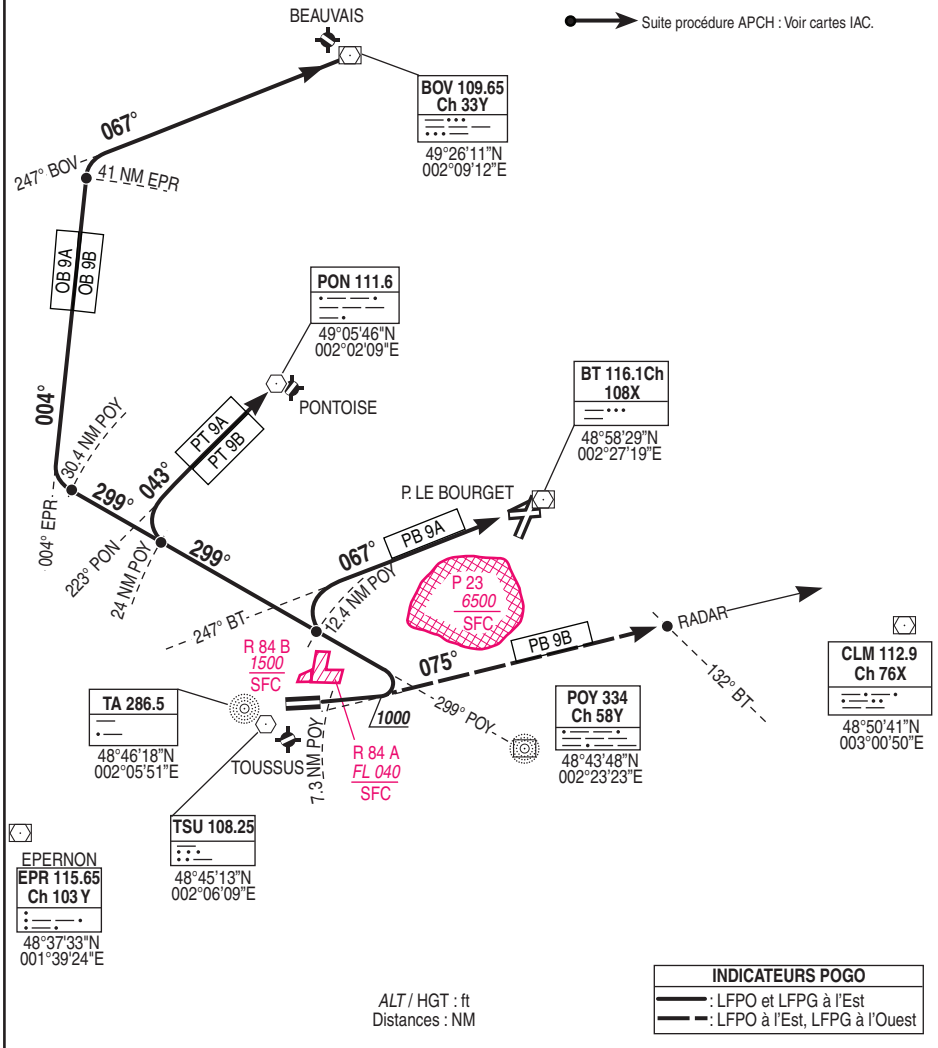 BEAUVAIS
Suite procédure APCH : Voir cartes IAC.
BOV 109.65
Ch 33Y
49°26'11"N
002°09'12"E
067°
247° BOV
41 NM EPR
OB 9A
OB 9B
PON 111.6
49°05'46"N
002°02'09"E
PONTOISE
BT 116.1Ch
108X
48°58'29"N
002°27'19"E
004°
30.4 NM POY
PT 9A
PT 9B
043°
299°
004° EPR
P. LE BOURGET
223° PON
24 NM POY
299°
PB 9A
067°
12.4 NM POY
247° BT
P 23
6500
SFC
R 84 B
1500
SFC
075°
PB 9B
RADAR
132° BT
CLM 112.9
Ch 76X
48°50'41"N
003°00'50"E
TA 286.5
48°46'18"N
002°05'51"E
1000
299° POY
POY 334
Ch 58Y
48°43'48"N
002°23'23"E
TOUSSUS
7.3 NM POY
R 84 A
FL 040
SFC
TSU 108.25
48°45'13"N
002°06'09"E
EPERNON
EPR 115.65
Ch 103 Y
48°37'33"N
001°39'24"E
ALT / HGT : ft
Distances : NM
INDICATEURS POGO
: LFPO et LFPG à l'Est
: LFPO à l'Est, LFPG à l'Ouest